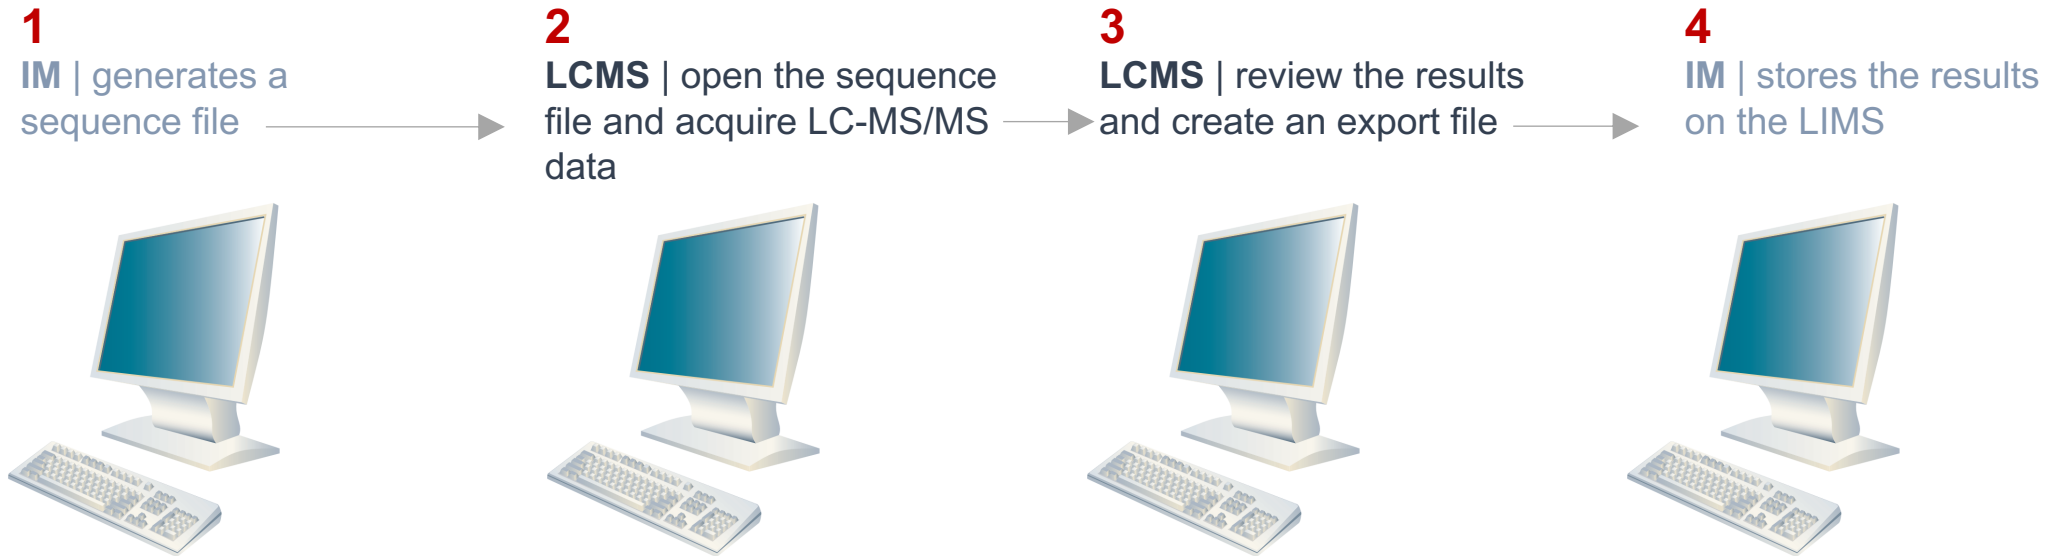 1
IM | generates a
sequence file
2
LCMS | open the sequence
file and acquire LC-MS/MS
data
3
LCMS | review the results
and create an export file
4
IM | stores the results
on the LIMS